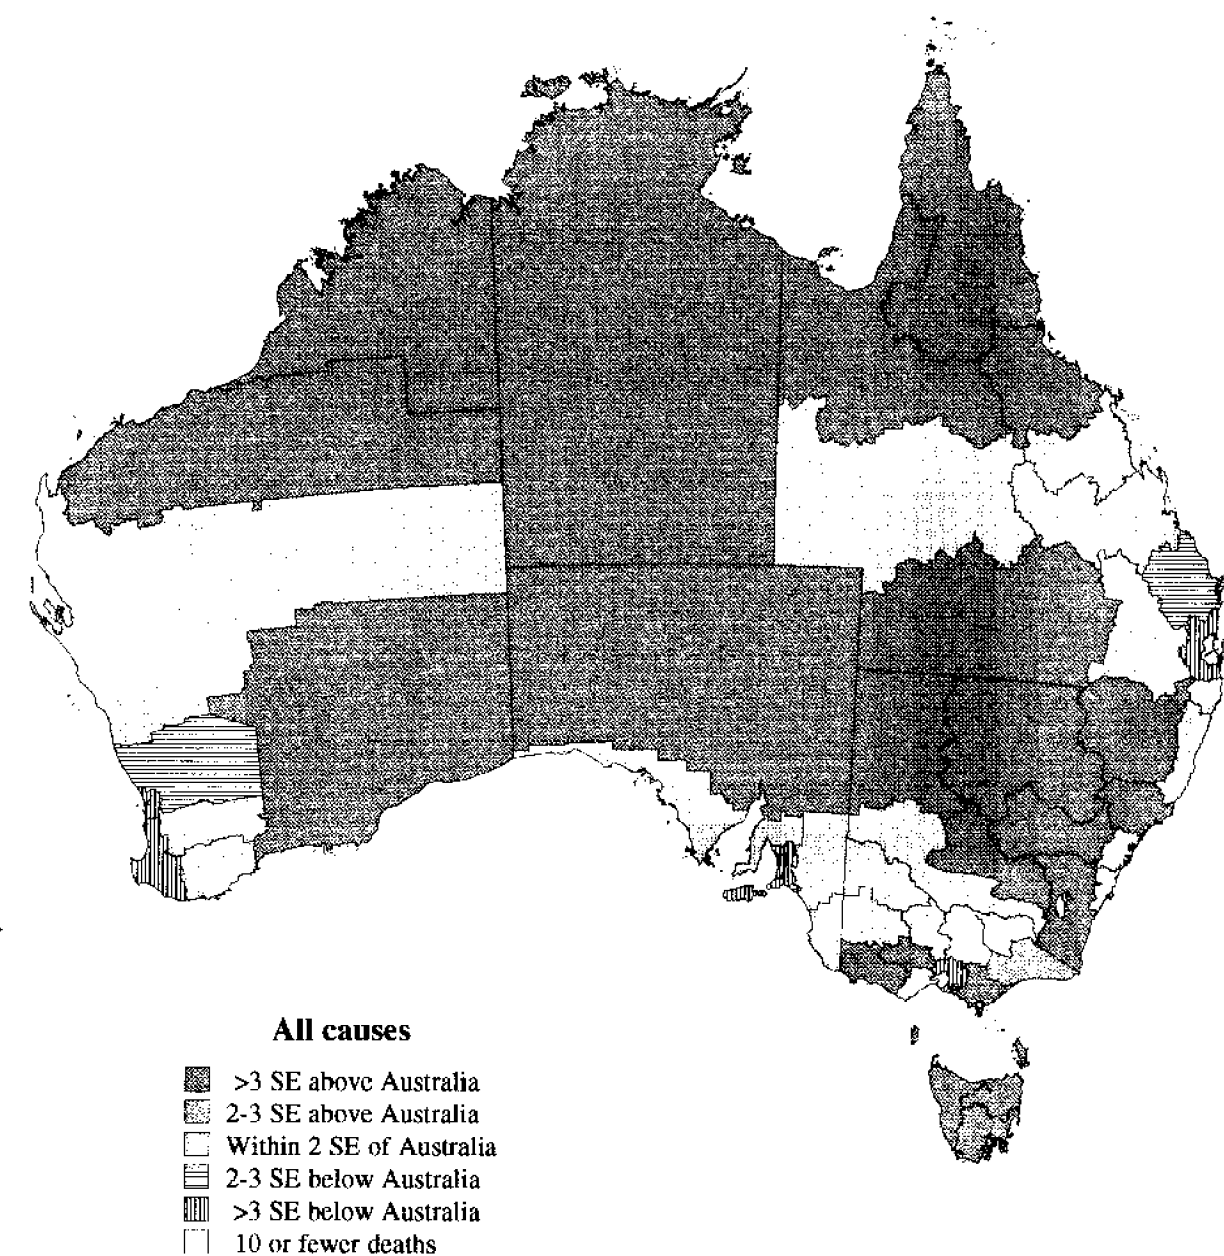 All causes
>3 SE above Australia
2-3 SE above Australia
Within 2 SE of Australia
2-3 SE below Australia
>3 SE below Australia
10 or fewer deaths